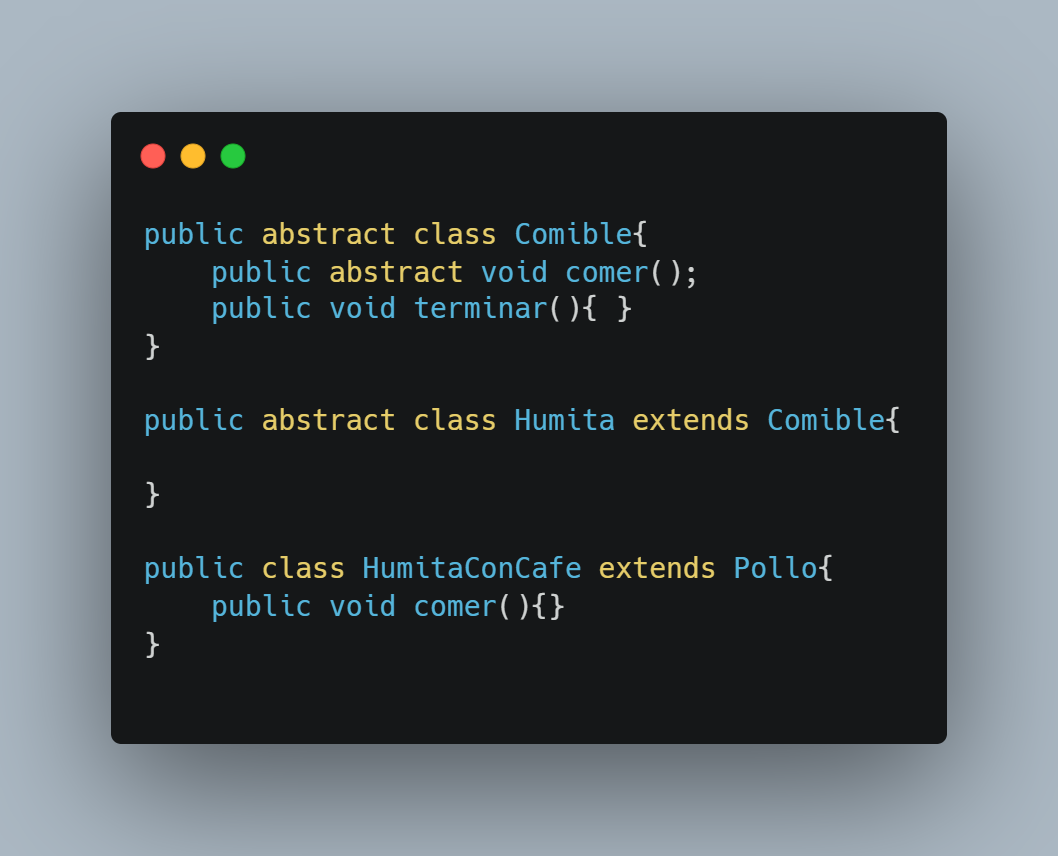 public abstract class Comible{
    public abstract void comer();
    public void terminar(){ }
}

public abstract class Humita extends Comible{

}

public class HumitaConCafe extends Pollo{
    public void comer(){}
}